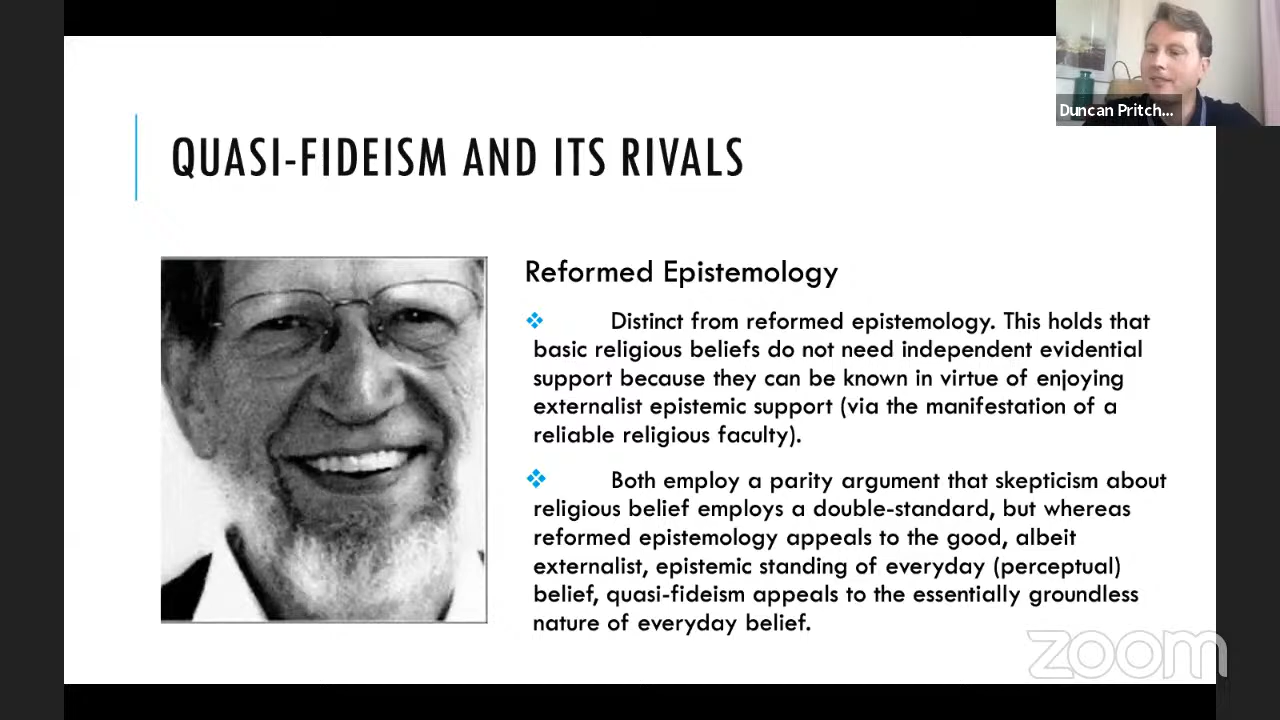 Duncan Pritch...
QUASI-FIDEISM AND ITS RIVALS
Reformed Epistemology
Distinct from reformed epistemology. This holds that
basic religious beliefs do not need independent evidential
support because they can be known in virtue of enjoying
externalist epistemic support (via the manifestation of a
reliable religious faculty).
Both employ a parity argument that skepticism about
religious belief employs a double-standard, but whereas
reformed epistemology appeals to the good, albeit
externalist, epistemic standing of everyday (perceptual)
belief, quasi-fideism appeals to the essentially groundless
nature of everyday belief.
zoom